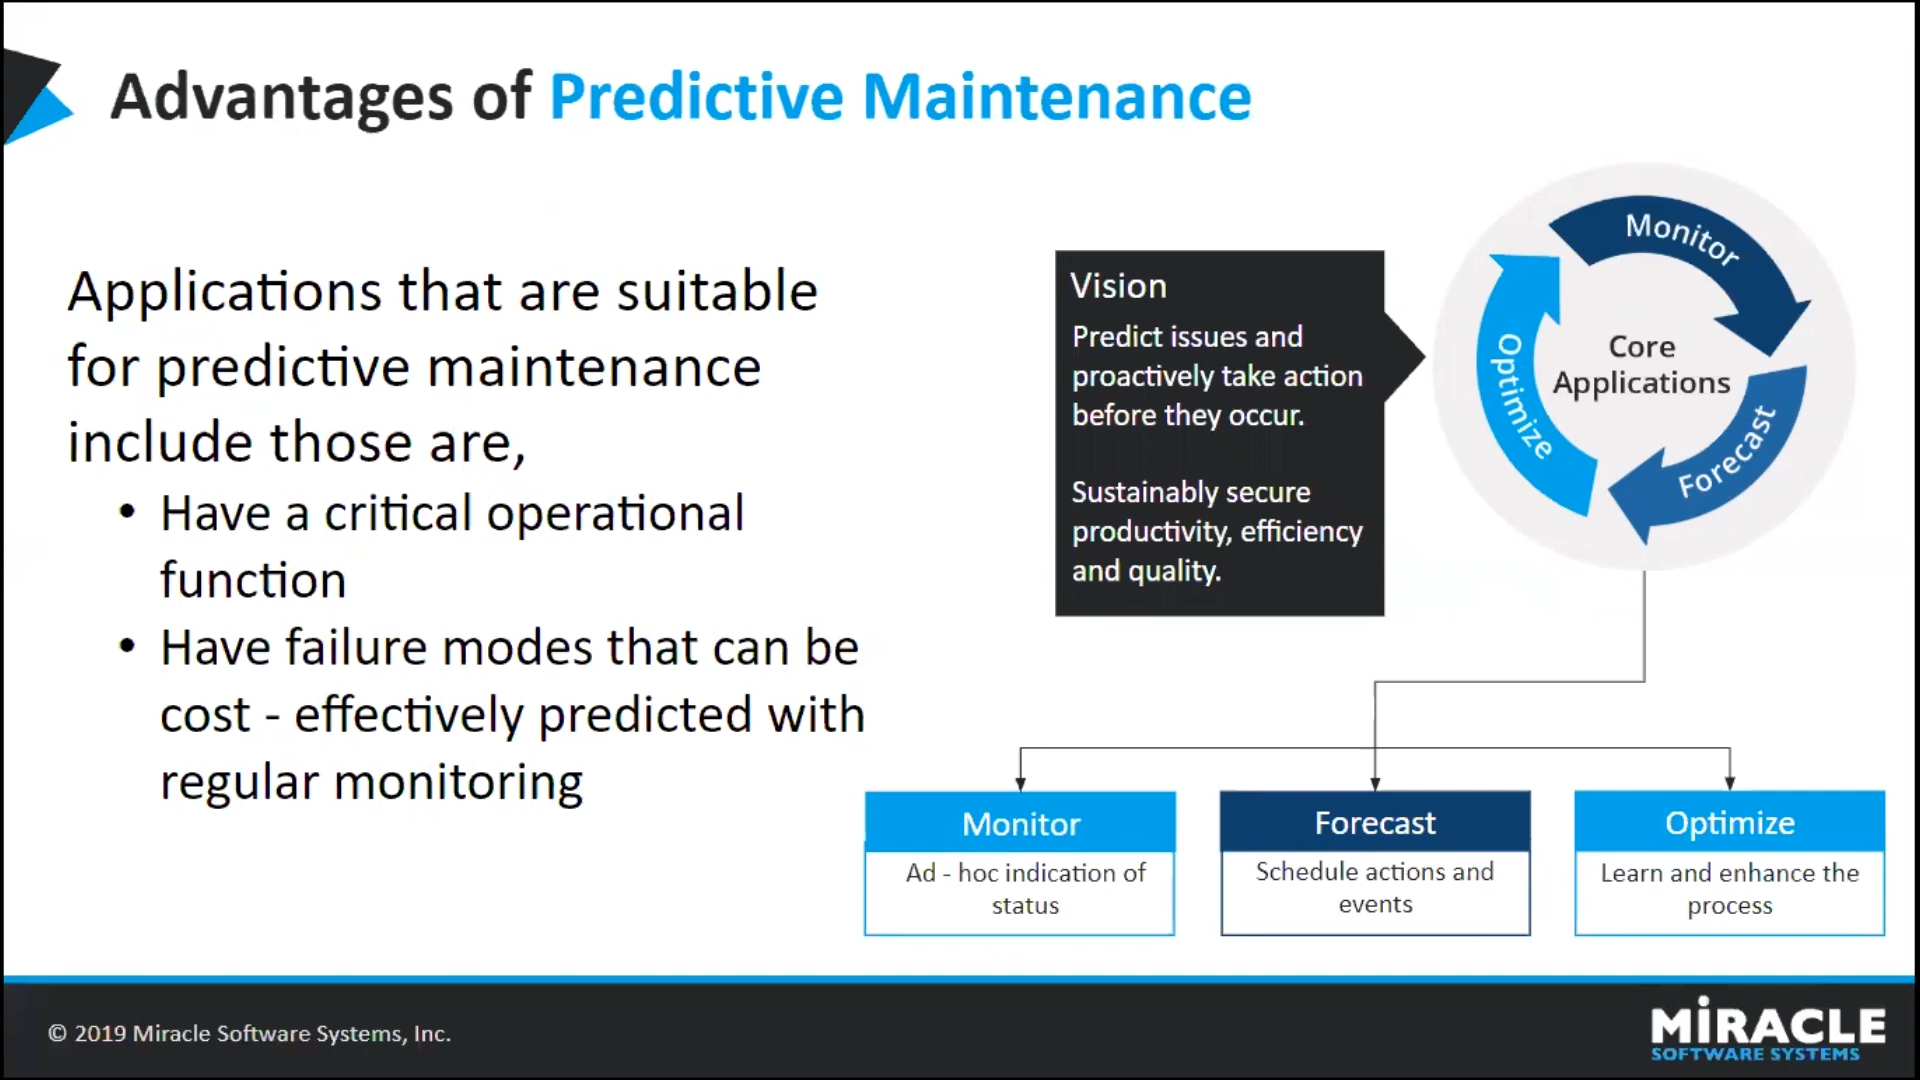 Advantages of Predictive Maintenance
Applications that are suitable
for predictive maintenance
include those are,
• Have a critical operational
function
• Have failure modes that can be
cost - effectively predicted with
regular monitoring
Vision
Predict issues and
proactively take action
before they occur.
Sustainably secure
productivity, efficiency
and quality.
Monitor
Forecast
Optimize
Core
Applications
Monitor
Ad - hoc indication of
status
Forecast
Schedule actions and
events
Optimize
Learn and enhance the
process
© 2019 Miracle Software Systems, Inc.
MiRACLE
SOFTWARE SYSTEMS